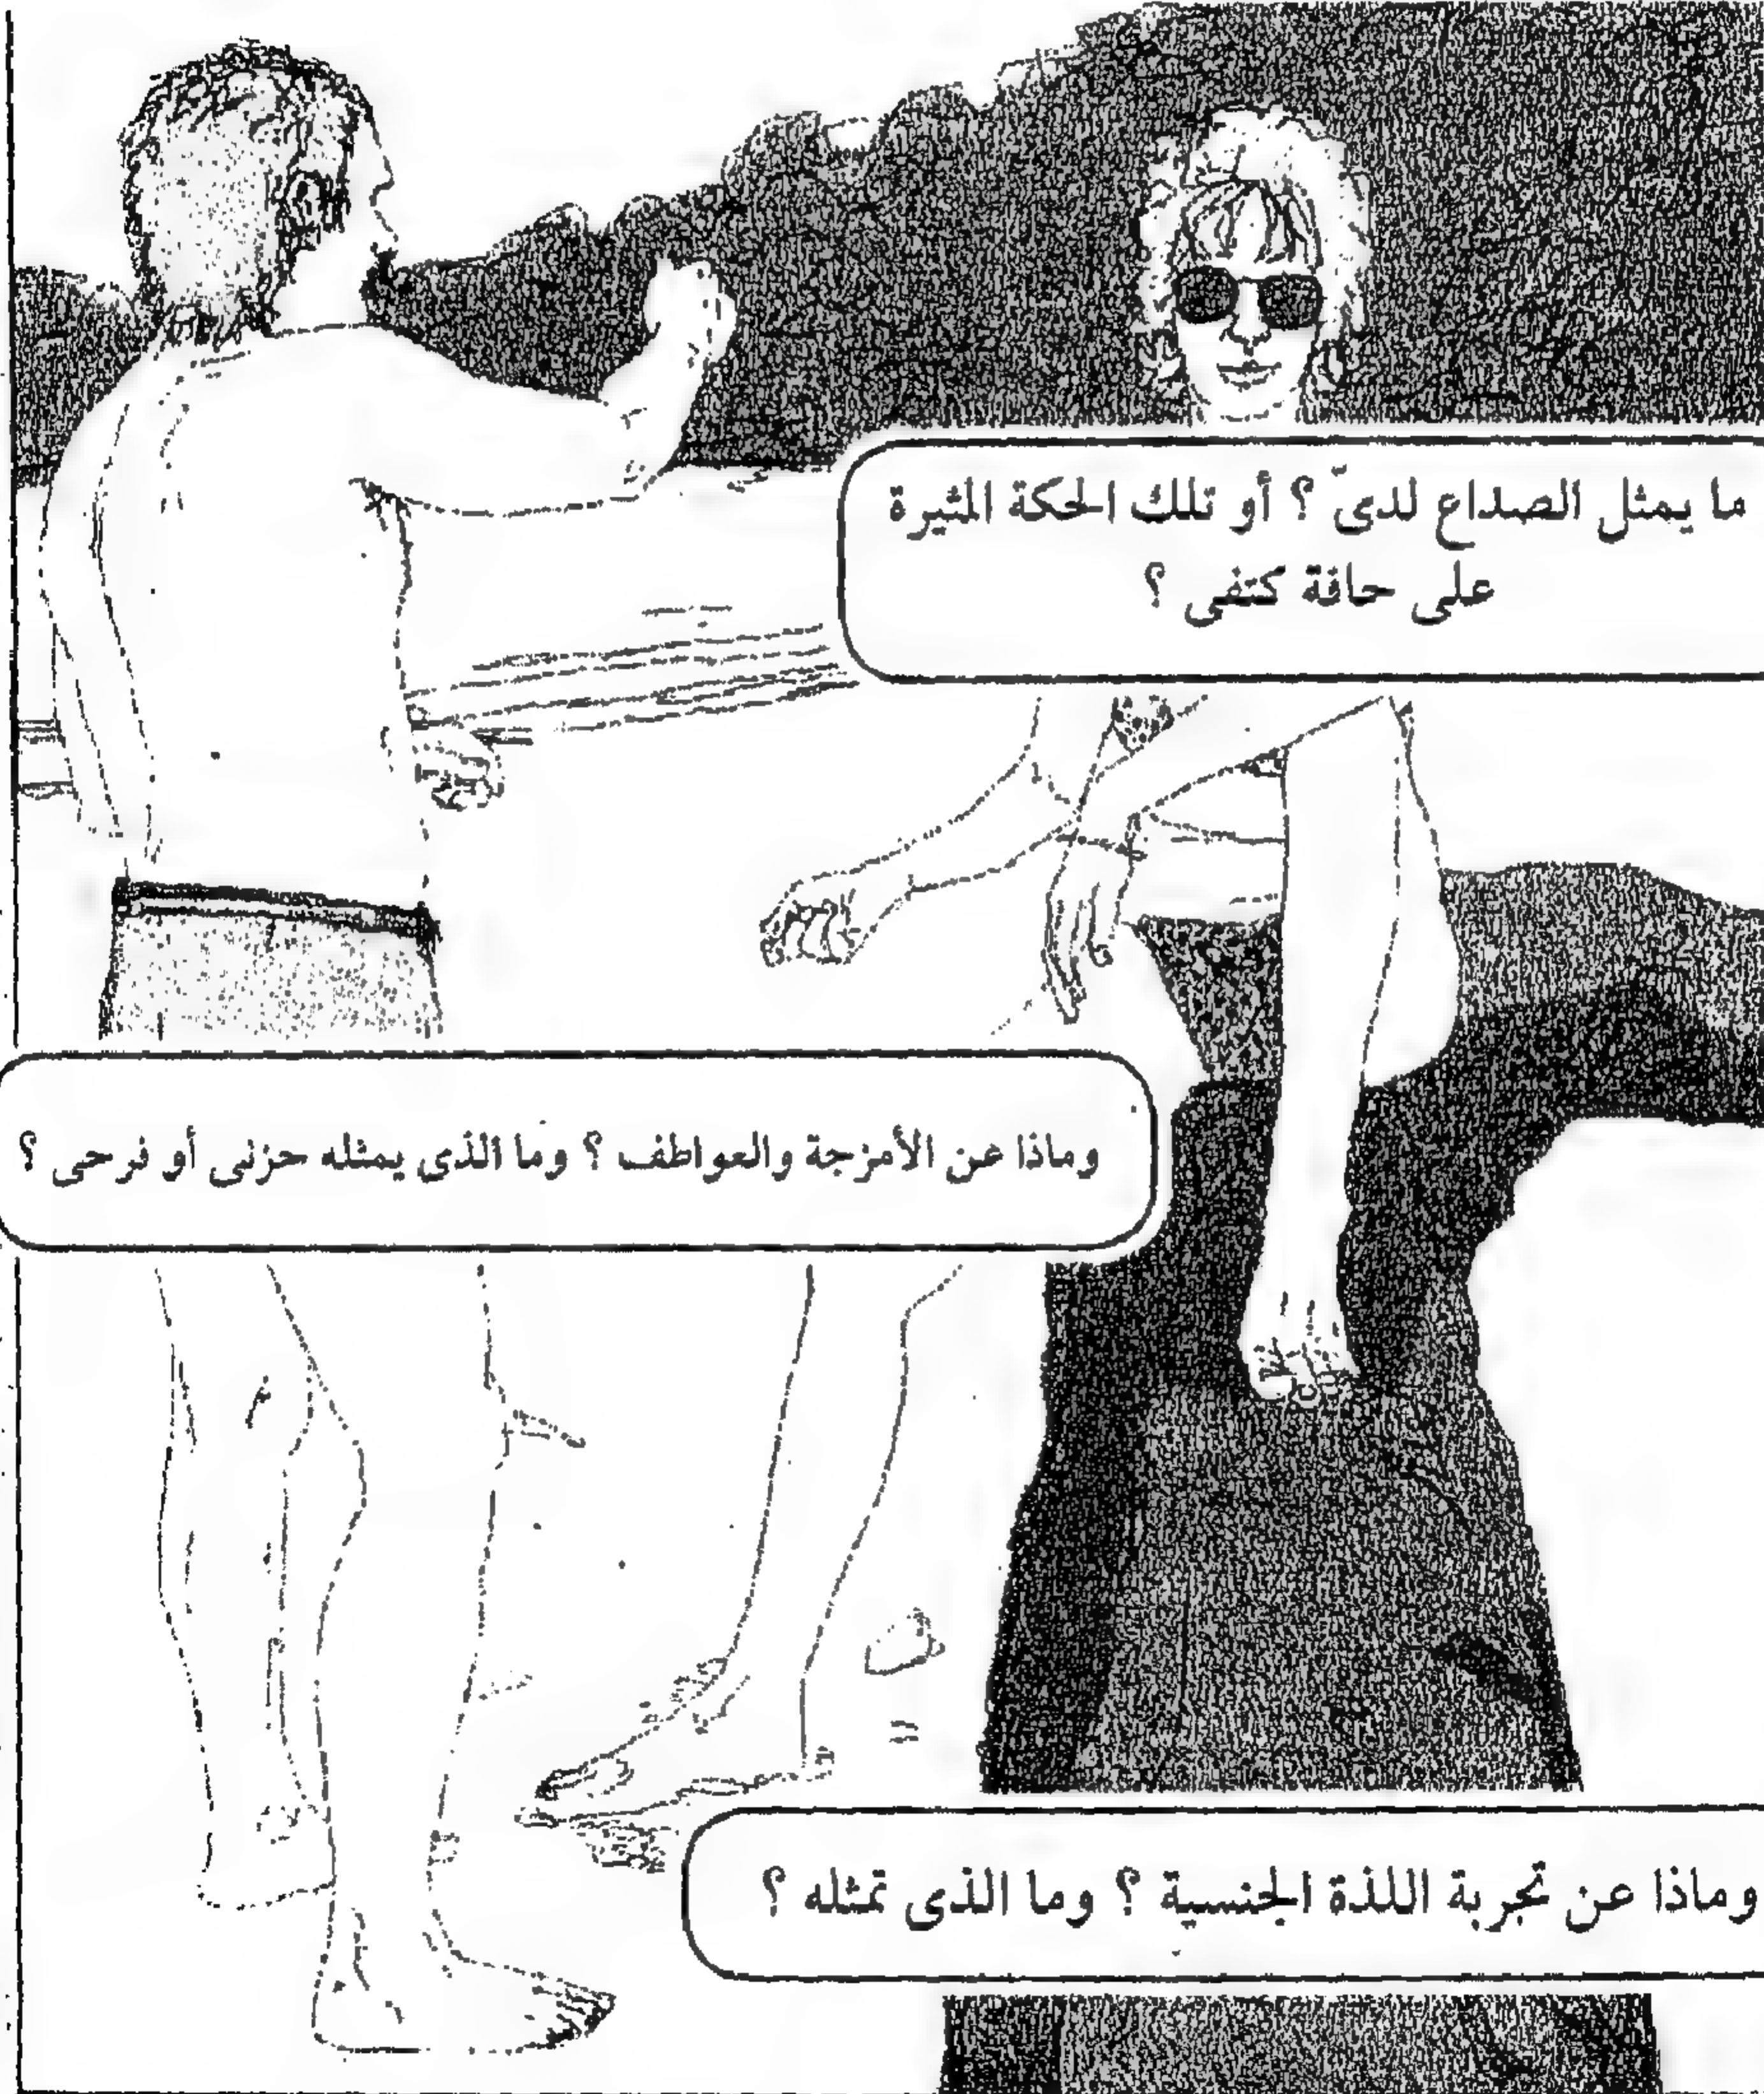 ما يمثل الصداع لدىّ ؟ أو تلك الحكة المثيرة
على حافة كتفى ؟
وماذا عن الأمزجة والعواطف ؟ وما الذى يمثله حزنى أو فرحى ؟
وماذا عن تجربة اللذة الجنسية ؟ وما الذى تمثله ؟